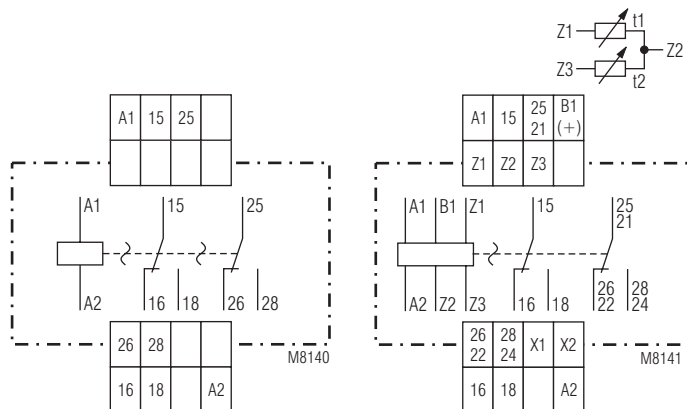 Z1 t1
Z2
Z3 t2
A1 15 25
A1 15 25
A2 16 18 26 28
26 28
M8140
16 18 A2
A1 15 25 B1
21 (+)
Z1 Z2 Z3
A1 B1 Z1 15 25
21
A2 Z2 Z3 16 18 26 28
22 24
26 28 X1 X2
22 24
M8141
16 18 A2